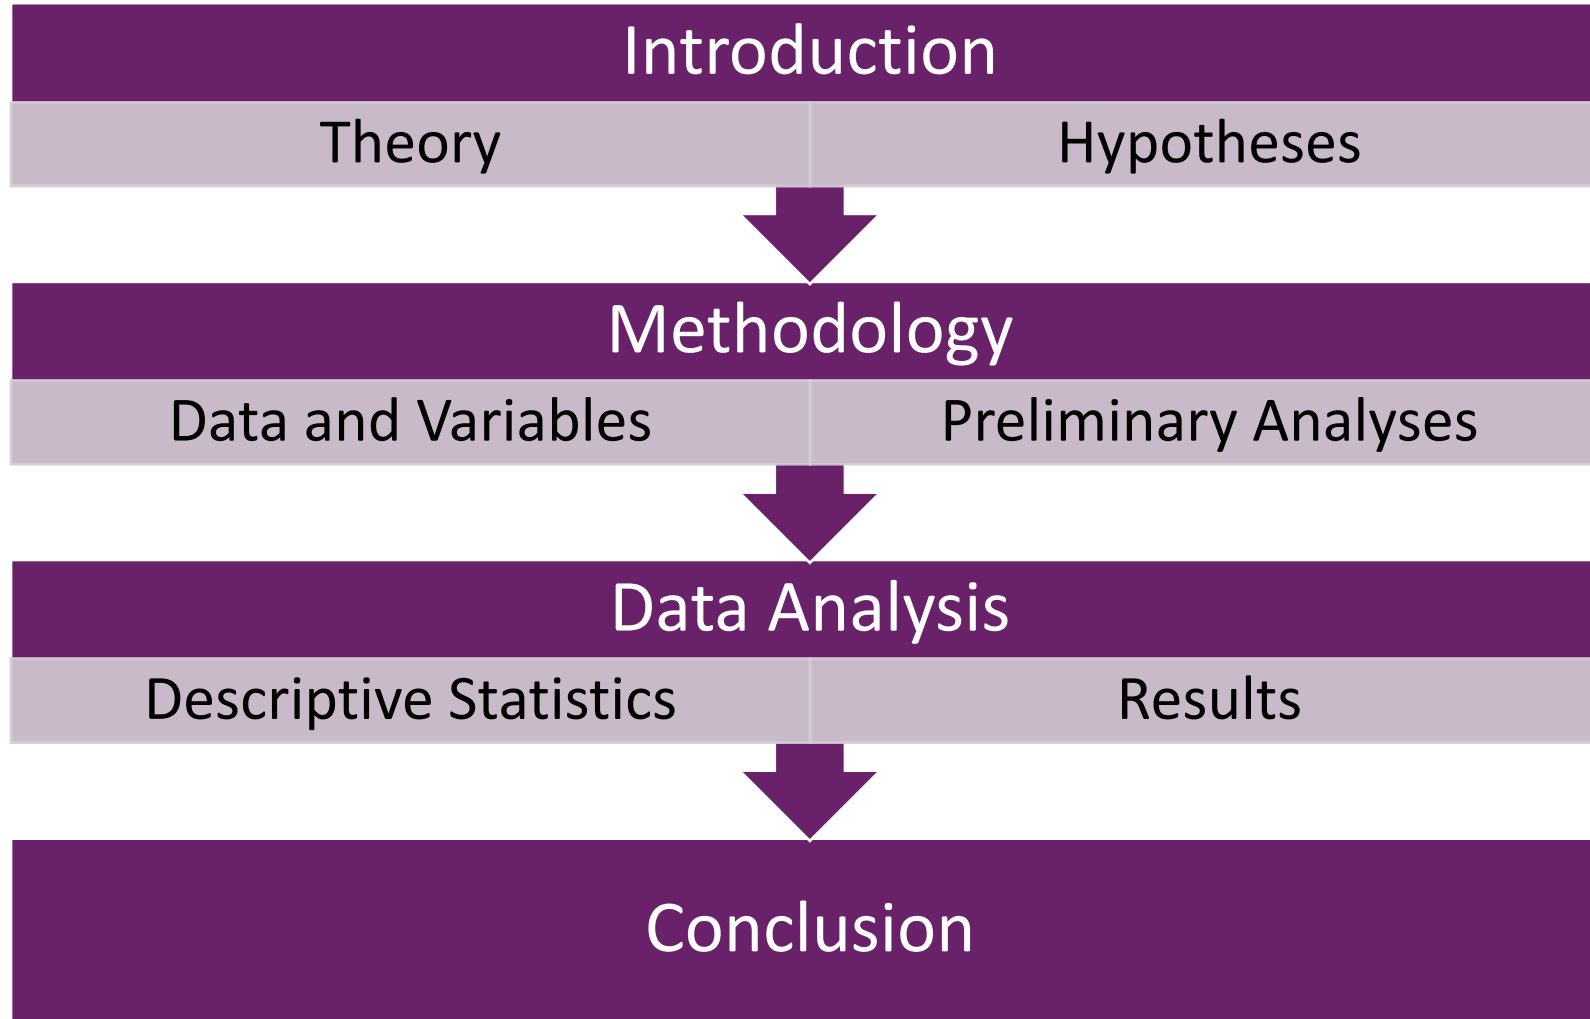 Introduction
Theory
Hypotheses
Methodology
Data and Variables
Preliminary Analyses
Data Analysis
Descriptive Statistics
Results
Conclusion